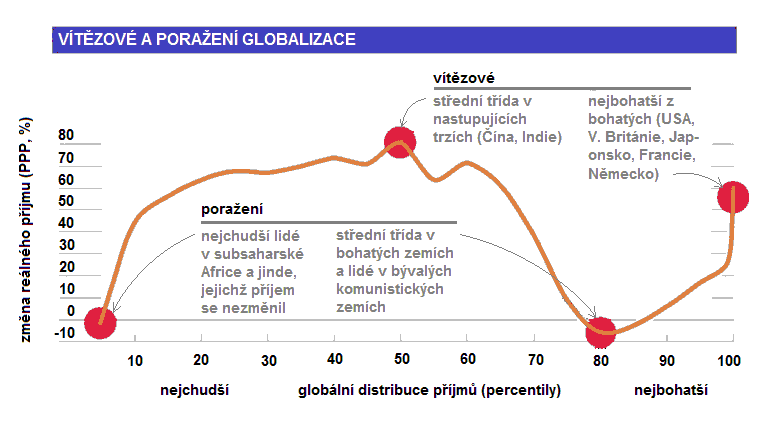 VÍTĚZOVÉ A PORAŽENÍ GLOBALIZACE
vítězové
střední třída v
nastupujících
trzích (Čína, Indie)
nejbohatší z
bohatých (USA,
V. Británie, Jap-
onsko, Francie,
Německo)
poražení
nejchudší lidé
v subsaharské
Africe a jinde,
jejichž příjem
se nezměnil
střední třída v
bohatých zemích
a lidé v bývalých
komunistických
zemích
změna reálného příjmu (PPP, %)
80
70
60
50
40
30
20
10
0
-10
10 20 30 40 50 60 70 80 90 100
nejchudší globální distribuce příjmů (percentily) nejbohatší